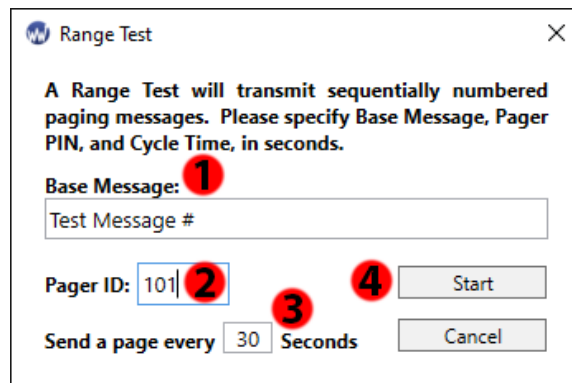 Range Test
A Range Test will transmit sequentially numbered
paging messages. Please specify Base Message, Pager
PIN, and Cycle Time, in seconds.
Base Message: 1
Test Message #
Pager ID: 101 2 4 Start
Send a page every 30 3 Seconds Cancel